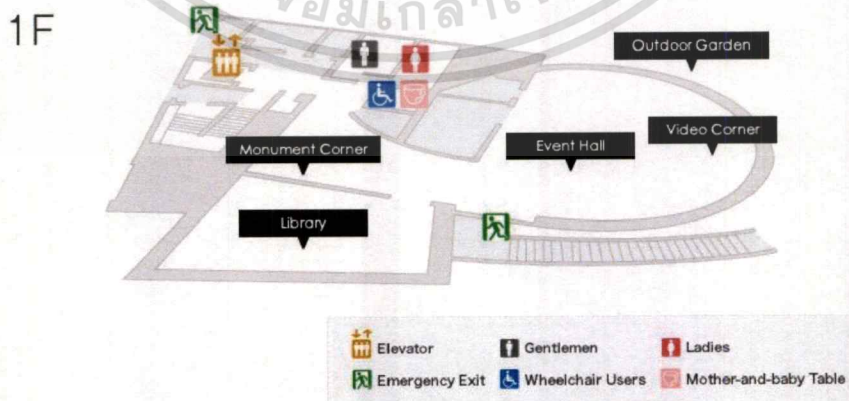 1F
Outdoor Garden
Video Corner
Event Hall
Monument Corner
Library
Elevator
Gentlemen
Ladies
Emergency Exit
Wheelchair Users
Mother-and-baby Table